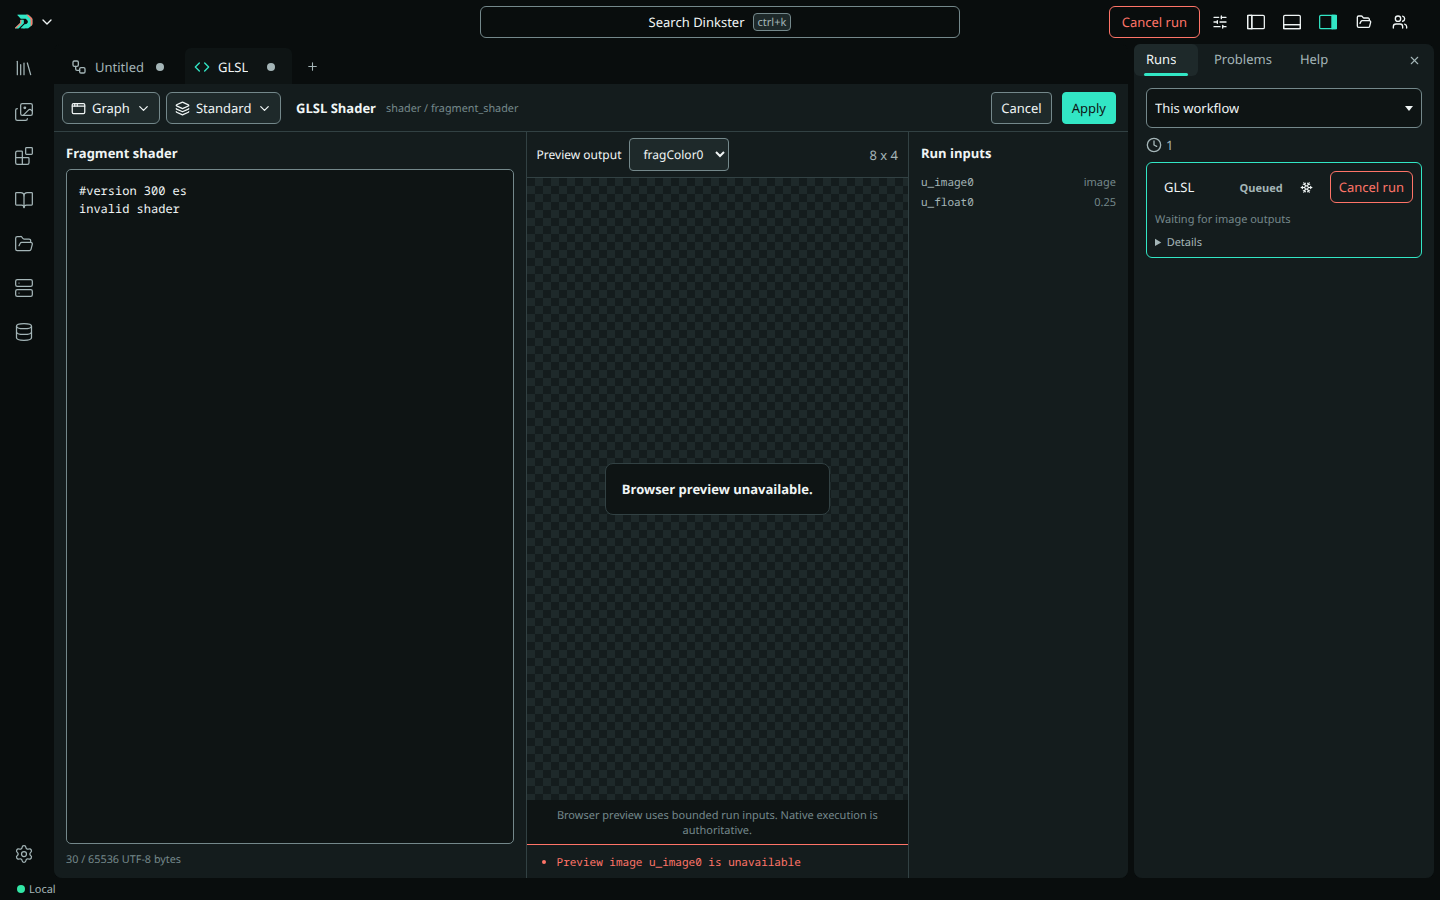 Search Dinkster ctrl+k
Cancel run
Untitled
GLSL
Runs
Problems
Help
Graph
Standard
GLSL Shader
shader / fragment_shader
Cancel
Apply
This workflow
1
GLSL
Queued
Cancel run
Waiting for image outputs
Details
Fragment shader
#version 300 es
invalid shader
30 / 65536 UTF-8 bytes
Preview output
fragColor0
8 x 4
Browser preview unavailable.
Browser preview uses bounded run inputs. Native execution is
authoritative.
Preview image u_image0 is unavailable
Run inputs
u_image0 image
u_float0 0.25
Local